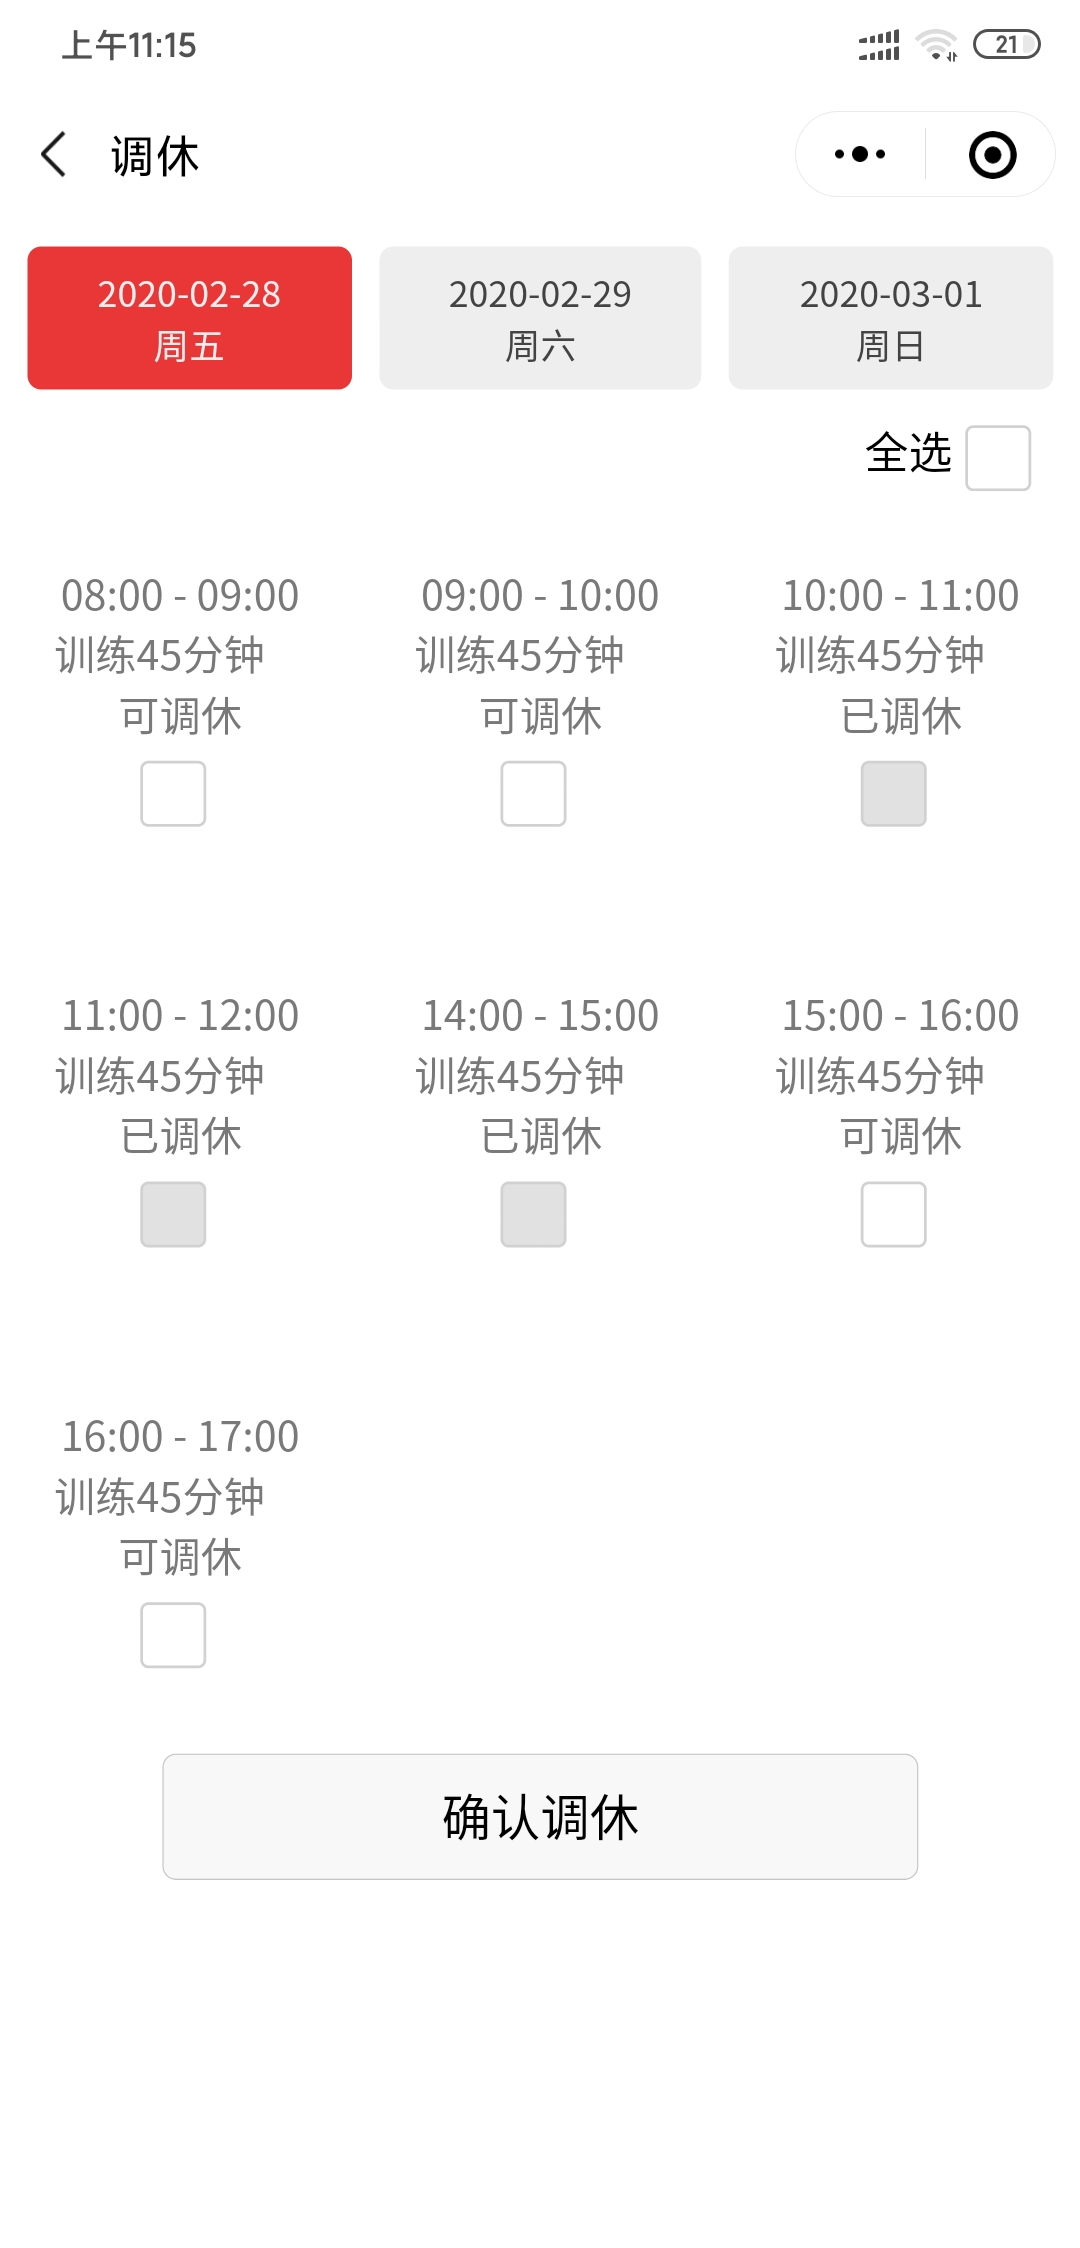 上午11:15
21
调休
2020-02-28
周五
2020-02-29
周六
2020-03-01
周日
全选
08:00 - 09:00
训练45分钟
可调休
09:00 - 10:00
训练45分钟
可调休
10:00 - 11:00
训练45分钟
已调休
11:00 - 12:00
训练45分钟
已调休
14:00 - 15:00
训练45分钟
已调休
15:00 - 16:00
训练45分钟
可调休
16:00 - 17:00
训练45分钟
可调休
确认调休